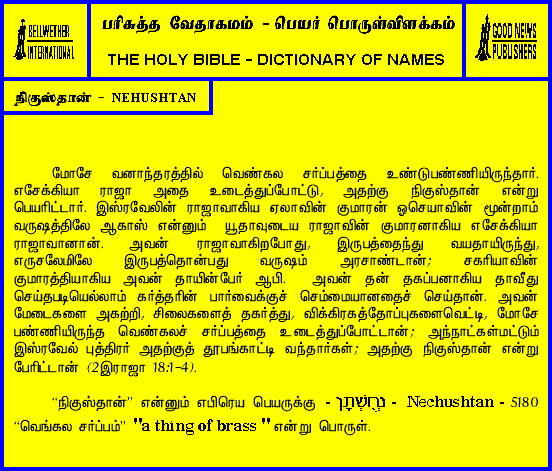 BELLWETHER
INTERNATIONAL
பரிசுத்த வேதாகமம் - பெயர் பொருள்விளக்கம்
THE HOLY BIBLE - DICTIONARY OF NAMES
GOOD NEWS
PUBLISHERS
நிகுஸ்தான் - NEHUSHTAN
மோசே வனாந்தரத்தில் வெண்கல சர்ப்பத்தை உண்டுபண்ணியிருந்தார்.
எசேக்கியா ராஜா அதை உடைத்துப்போட்டு, அதற்கு நிகுஸ்தான் என்று
பெயரிட்டார். இஸ்ரவேலின் ராஜாவாகிய ஏலாவின் குமாரன் ஓசெயாவின் மூன்றாம்
வருஷத்திலே ஆகாஸ் என்னும் யூதாவுடைய ராஜாவின் குமாரனாகிய எசேக்கியா
ராஜாவானான். அவன் ராஜாவாகிறபோது, இருபத்தைந்து வயதாயிருந்து,
எருசலேமிலே இருபத்தொன்பது வருஷம் அரசாண்டான்; சகரியாவின்
குமாரத்தியாகிய அவன் தாயின்பேர் ஆபி. அவன் தன் தகப்பனாகிய தாவீது
செய்தபடியெல்லாம் கர்த்தரின் பார்வைக்குச் செம்மையானதைச் செய்தான். அவன்
மேடைகளை அகற்றி, சிலைகளைத் தகர்த்து, விக்கிரகத்தோப்புகளைவெட்டி, மோசே
பண்ணியிருந்த வெண்கலச் சர்ப்பத்தை உடைத்துப்போட்டான்; அந்நாட்கள்மட்டும்
இஸ்ரவேல் புத்திரர் அதற்குத் தூபங்காட்டி வந்தார்கள்; அதற்கு நிகுஸ்தான் என்று
பேரிட்டான் (2இராஜா 18:1-4).
“நிகுஸ்தான்” என்னும் எபிரெய பெயருக்கு - נְחֻשְׁתָּן - Nechushtan - 5180
“வெங்கல சர்ப்பம்” "a thing of brass" என்று பொருள்.